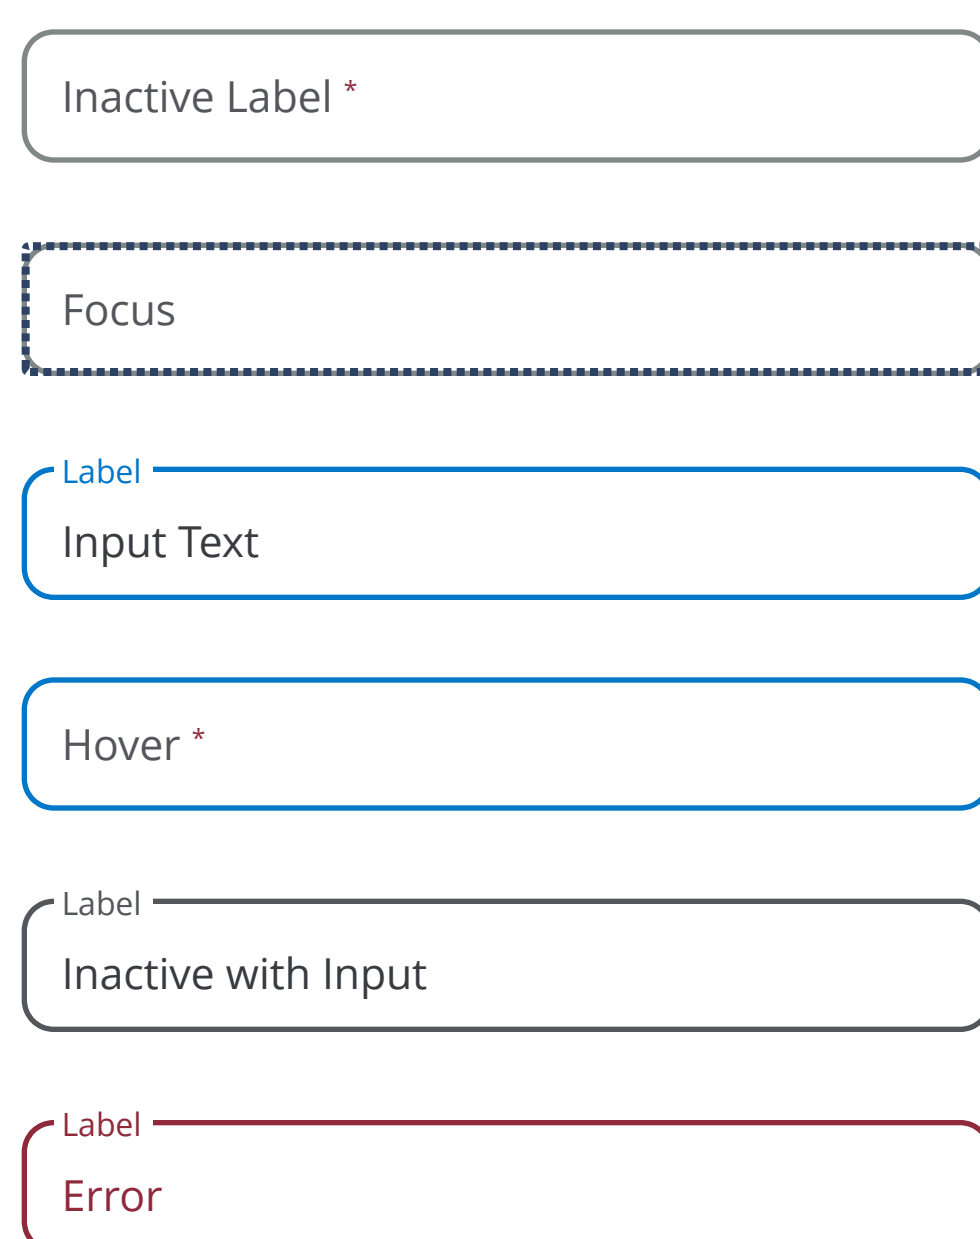 Inactive Label *
Focus
Label
Input Text
Hover *
Label
Inactive with Input
Label
Error